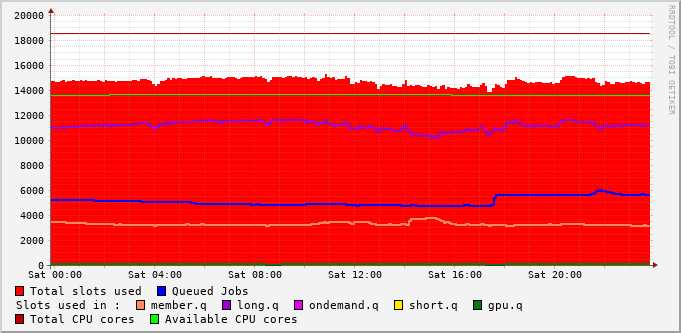 20000
18000
16000
14000
12000
10000
8000
6000
4000
2000
0
Sat 00:00 Sat 04:00 Sat 08:00 Sat 12:00 Sat 16:00 Sat 20:00
Total slots used Queued Jobs
Slots used in : member.q long.q ondemand.q short.q gpu.q
Total CPU cores Available CPU cores
RRDTOOL / TOBI OETIKER